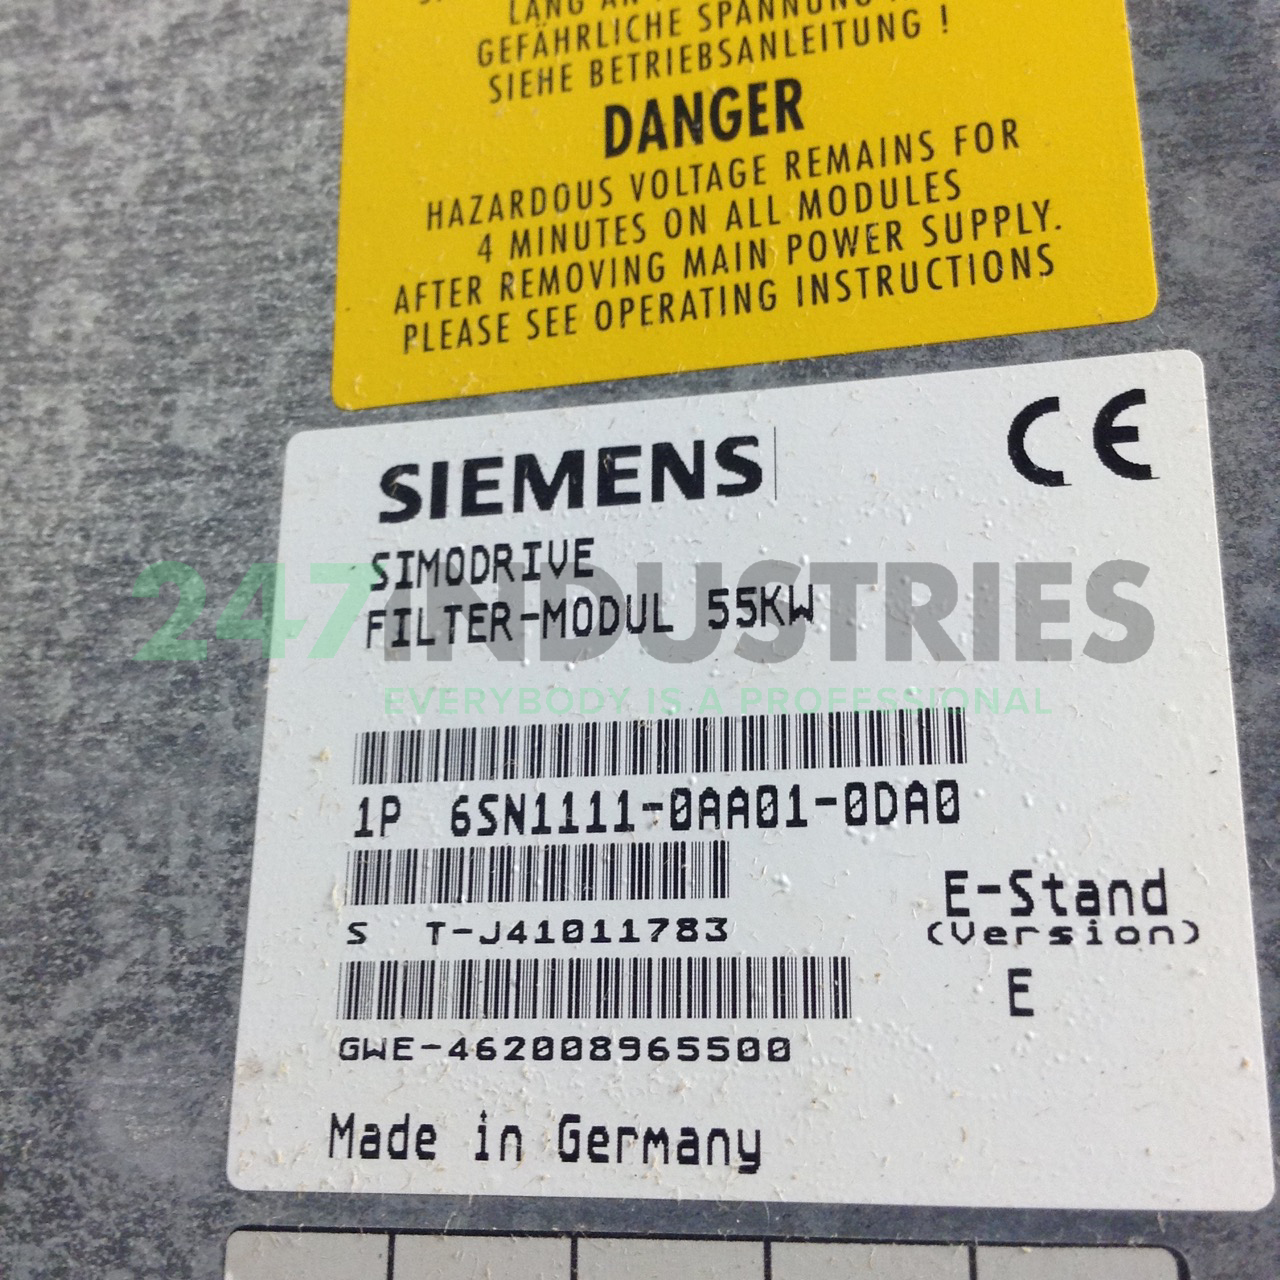 LANG AN
GEFÄHRLICHE SPANNUNG
SIEHE BETRIEBSANLEITUNG !
DANGER
HAZARDOUS VOLTAGE REMAINS FOR
4 MINUTES ON ALL MODULES
AFTER REMOVING MAIN POWER SUPPLY.
PLEASE SEE OPERATING INSTRUCTIONS
SIEMENS
CE
SIMODRIVE
FILTER-MODUL 55KW
247INDUSTRIES
EVERYBODY IS A PROFESSIONAL
1P 6SN1111-0AA01-0DA0
S T-J41011783
E-Stand
(Version)
E
GWE-462008965500
Made in Germany